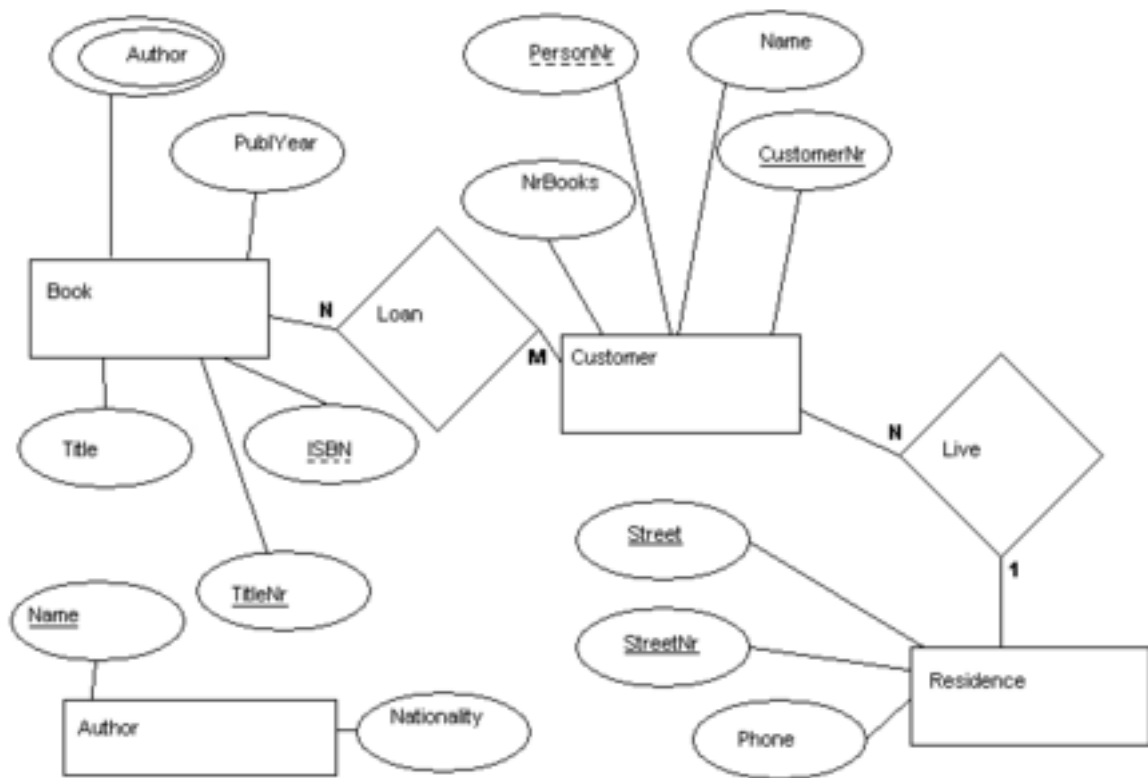 Author
PublYear
Book
Title
ISBN
TitleNr
N
Loan
M
PersonNr
Name
CustomerNr
NrBooks
Customer
N
Live
1
Street
StreetNr
Phone
Residence
Name
Author
Nationality